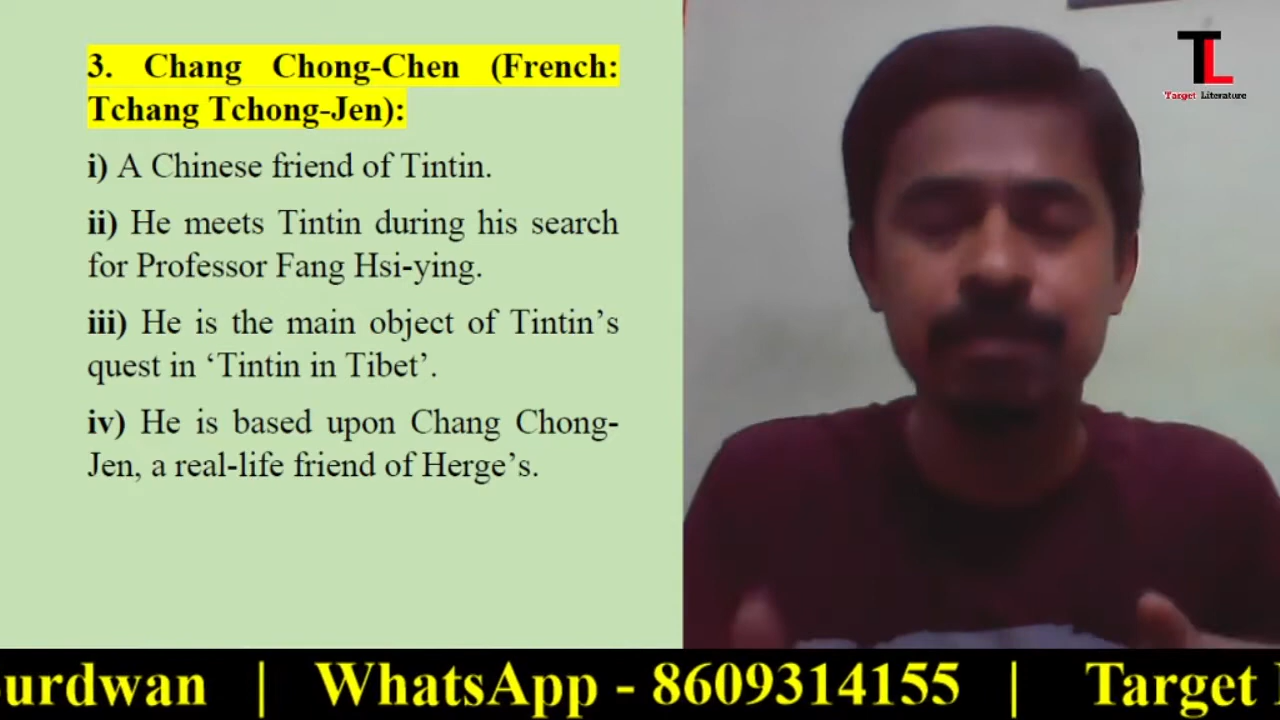 3. Chang Chong-Chen (French:
Tchang Tchong-Jen):
i) A Chinese friend of Tintin.
ii) He meets Tintin during his search
for Professor Fang Hsi-ying.
iii) He is the main object of Tintin’s
quest in ‘Tintin in Tibet’.
iv) He is based upon Chang Chong-
Jen, a real-life friend of Herge’s.
TL
Target Literature
urdwan | WhatsApp - 8609314155 | Target